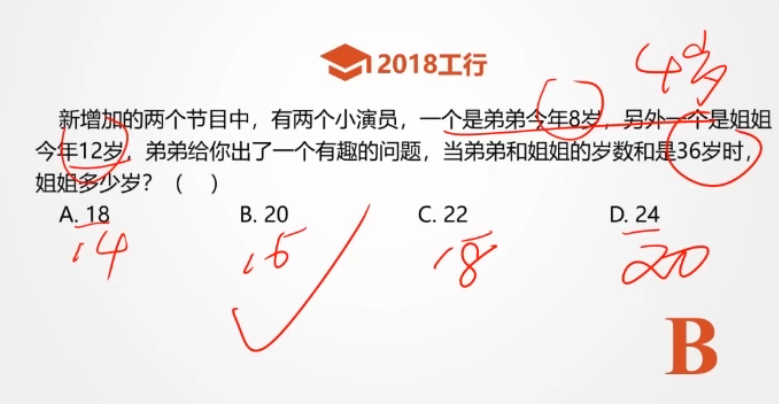 2018工行
4岁
新增加的两个节目中，有两个小演员，一个是弟弟今年8岁，另外一个是姐姐
今年12岁，弟弟给你出了一个有趣的问题，当弟弟和姐姐的岁数和是36岁时，
姐姐多少岁？（ ）
A. 18 B. 20 C. 22 D. 24
14 16 18 20
B